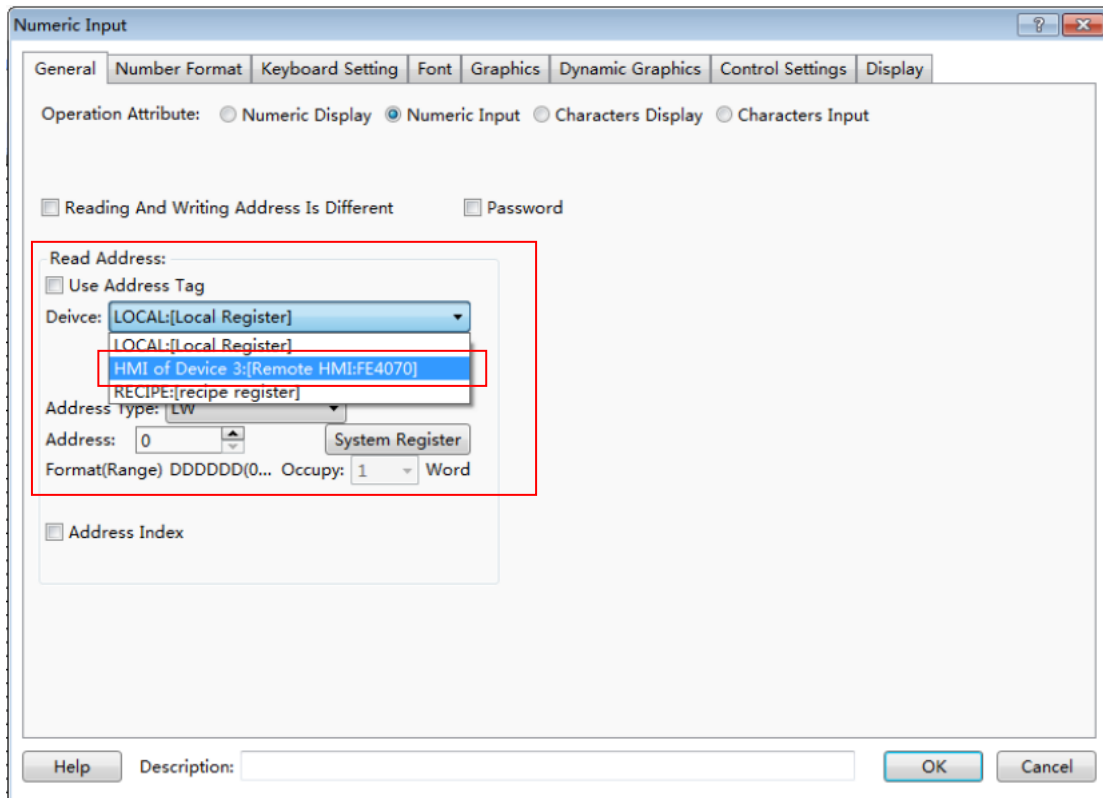 Numeric Input
General Number Format Keyboard Setting Font Graphics Dynamic Graphics Control Settings Display
Operation Attribute: Numeric Display Numeric Input Characters Display Characters Input
Reading And Writing Address Is Different Password
Read Address:
Use Address Tag
Deivce: LOCAL:[Local Register]
LOCAL:[Local Register]
HMI of Device 3:[Remote HMI:FE4070]
RECIPE:[recipe register]
Address Type: LW
Address: 0 System Register
Format(Range) DDDDDD(0... Occupy: 1 Word
Address Index
Help Description: OK Cancel